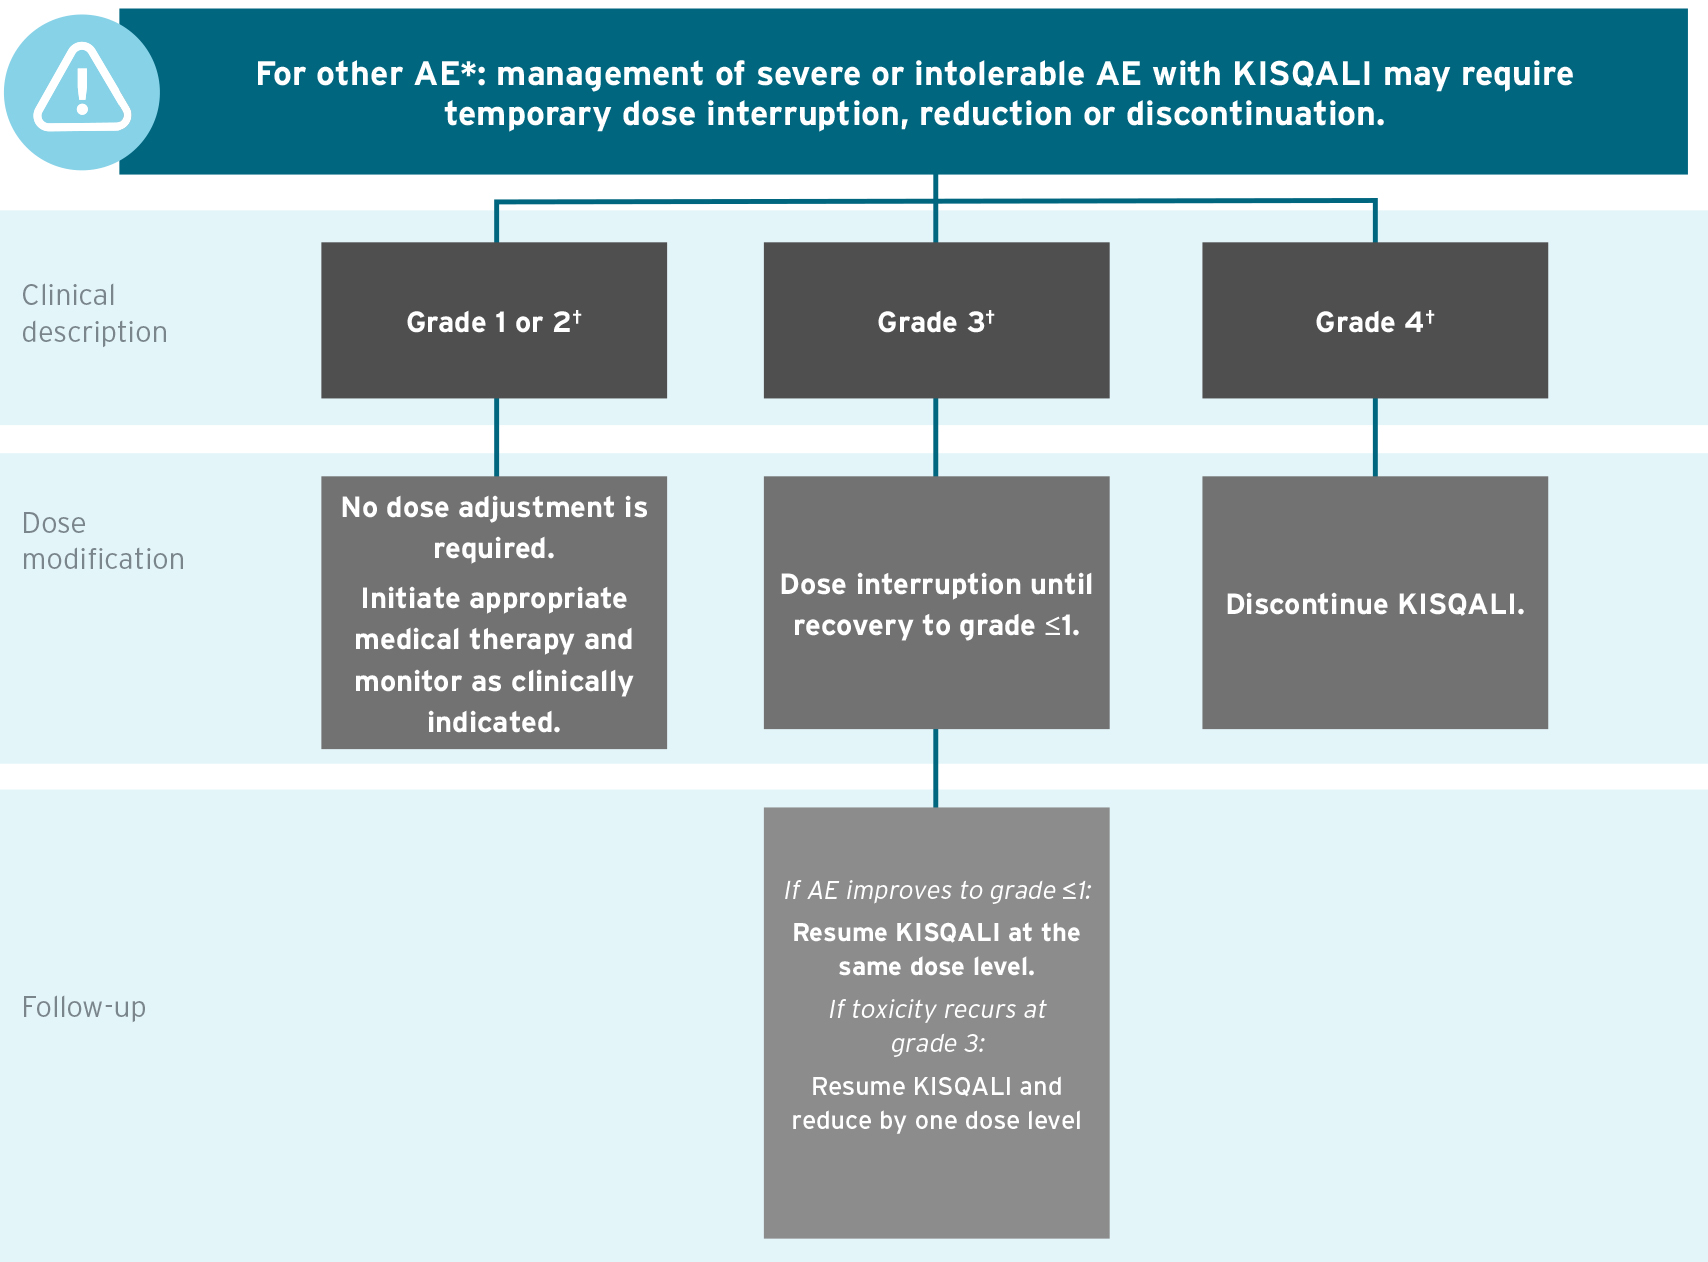 For other AE*: management of severe or intolerable AE with KISQALI may require
temporary dose interruption, reduction or discontinuation.
Clinical
description
Grade 1 or 2†
Grade 3†
Grade 4†
Dose
modification
No dose adjustment is
required.
Initiate appropriate
medical therapy and
monitor as clinically
indicated.
Dose interruption until
recovery to grade ≤1.
Discontinue KISQALI.
Follow-up
If AE improves to grade ≤1:
Resume KISQALI at the
same dose level.
If toxicity recurs at
grade 3:
Resume KISQALI and
reduce by one dose level